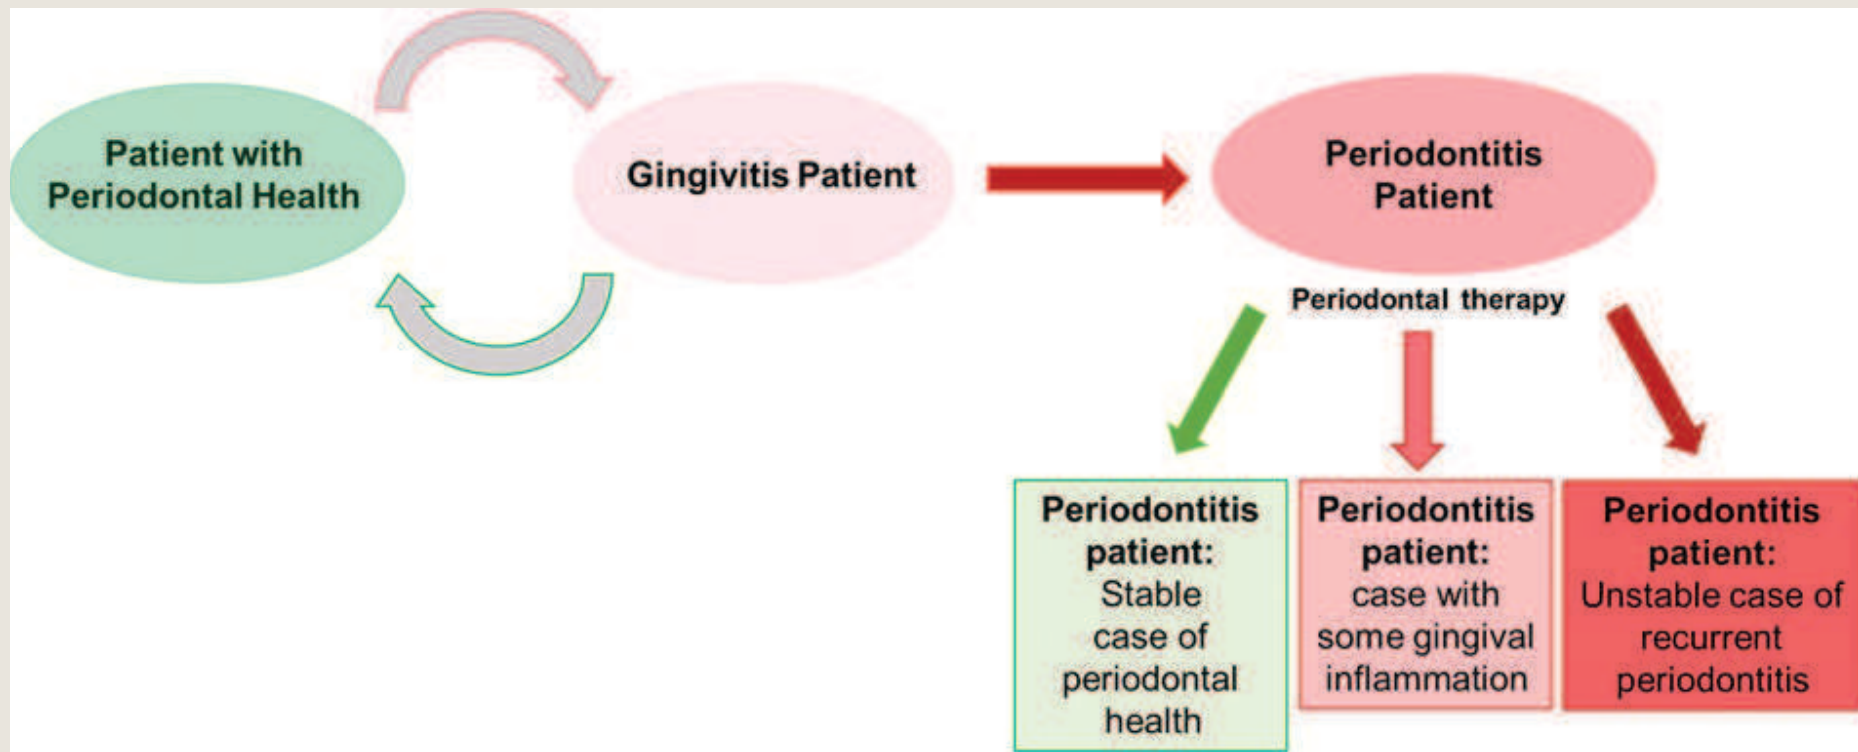 Patient with
Periodontal Health
Gingivitis Patient
Periodontitis
Patient
Periodontal therapy
Periodontitis
patient:
Stable
case of
periodontal
health
Periodontitis
patient:
case with
some gingival
inflammation
Periodontitis
patient:
Unstable case of
recurrent
periodontitis